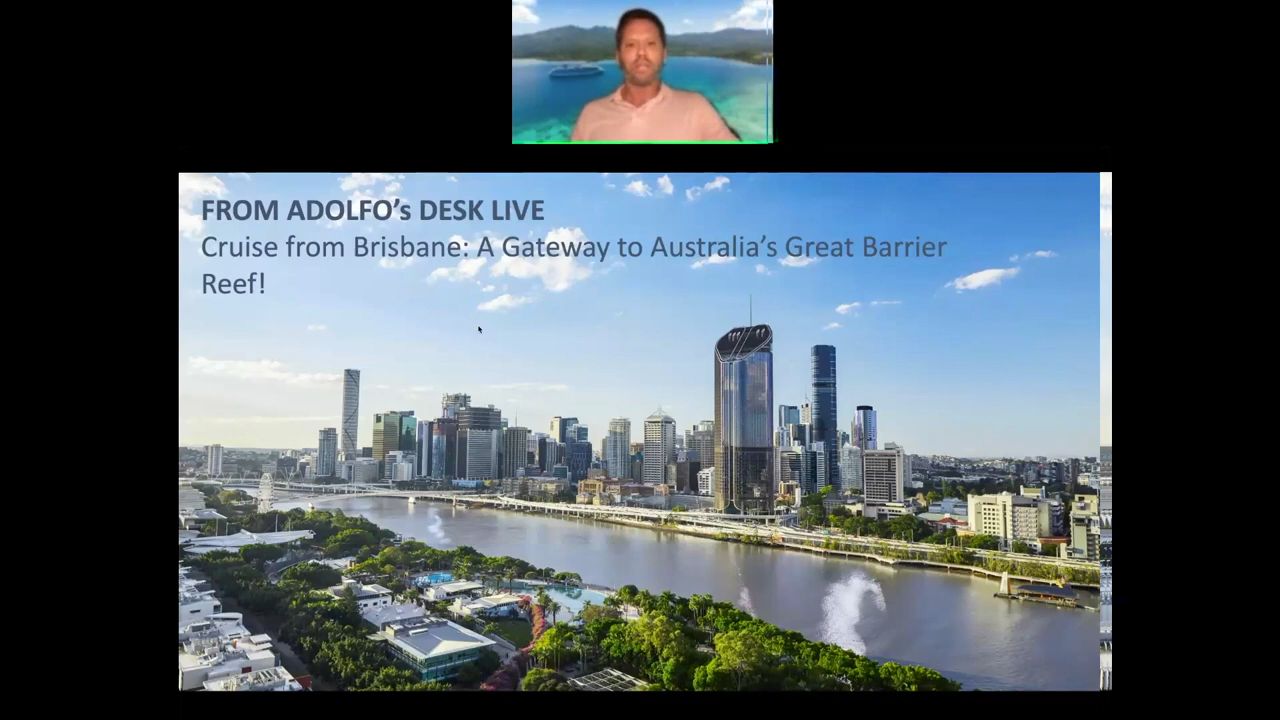 FROM ADOLFO’s DESK LIVE
Cruise from Brisbane: A Gateway to Australia’s Great Barrier
Reef!